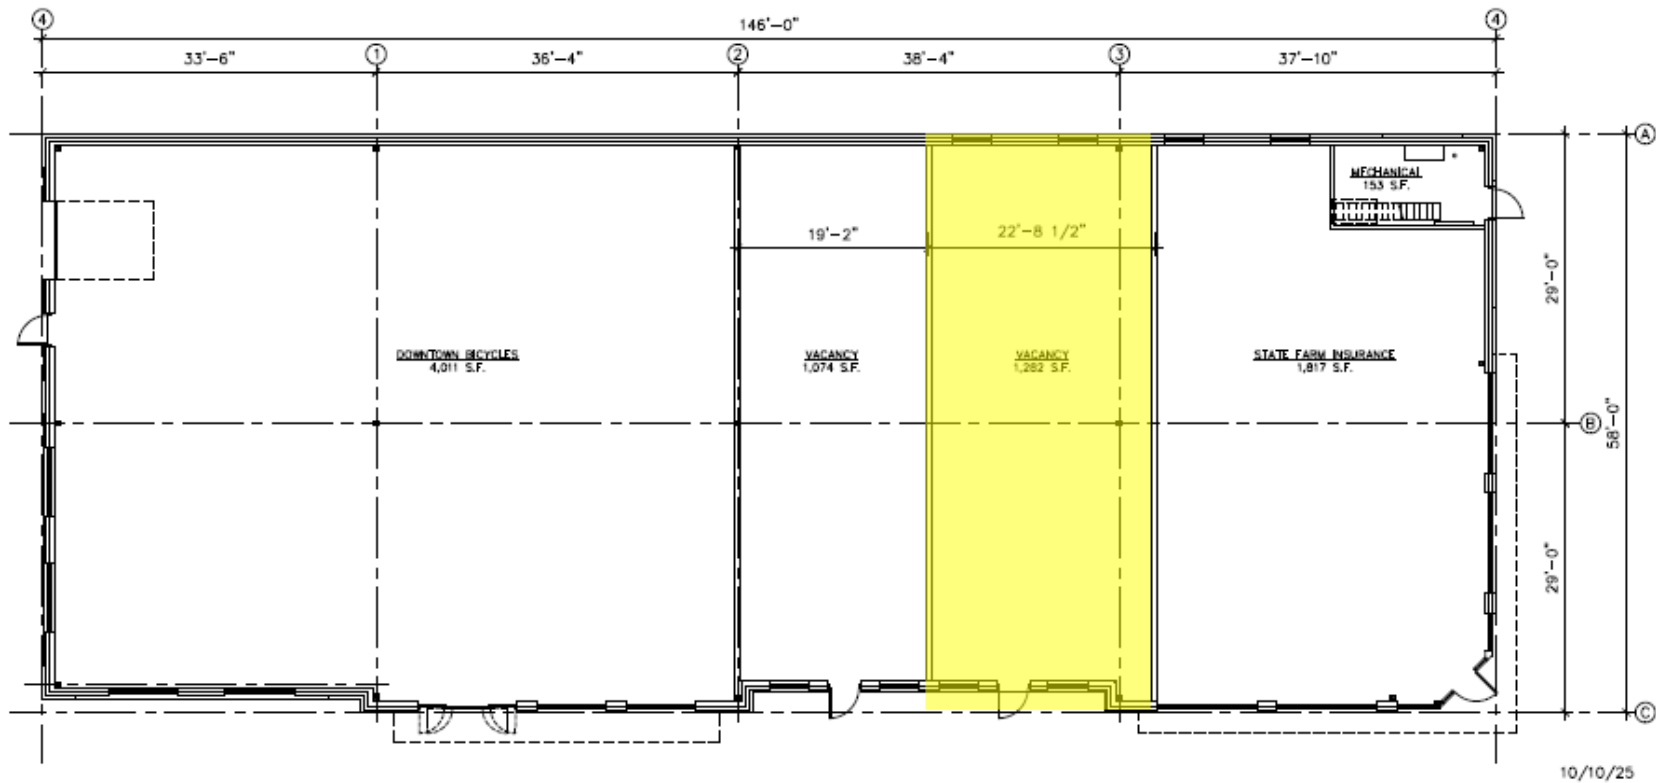 ④ ④
146'-0"
33'-6" ① 36'-4" ② 38'-4" ③ 37'-10"
Ⓐ
MECHANICAL
153 S.F.
19'-2" 22'-8 1/2"
29'-0"
DOWNTOWN BICYCLES
4,011 S.F.
VACANCY
1,074 S.F.
VACANCY
1,282 S.F.
STATE FARM INSURANCE
1,817 S.F.
Ⓑ
58'-0"
29'-0"
Ⓒ
10/10/25